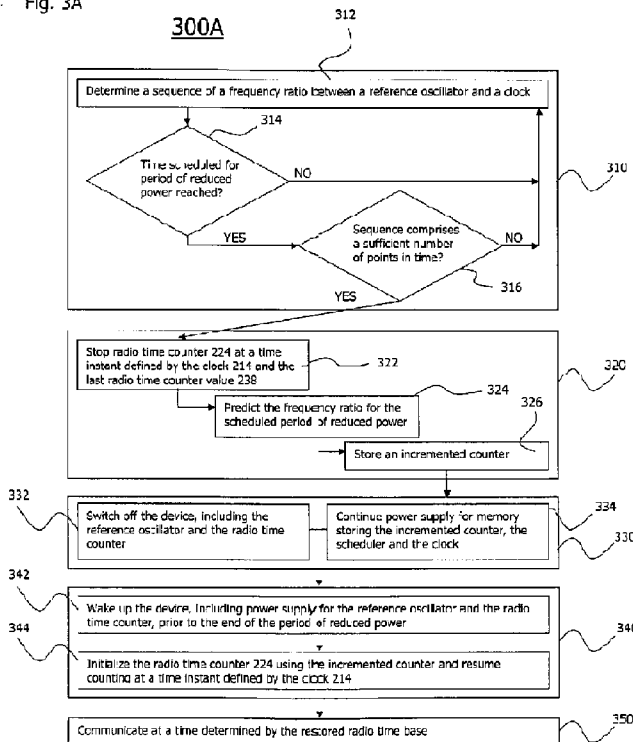 Fig. 3A
300A
312
Determine a sequence of a frequency ratio between a reference oscillator and a clock
314
Time scheduled for
period of reduced
power reached?
NO
310
YES
Sequence comprises
a sufficient number
of points in time?
NO
316
YES
Stop radio time counter 224 at a time
instant defined by the clock 214 and the
last radio time counter value 238
322
320
324
Predict the frequency ratio for the
scheduled period of reduced power
326
Store an incremented counter
332
Switch off the device, including the
reference oscillator and the radio time
counter
Continue power supply for memory
storing the incremented counter, the
scheduler and the clock
334
330
342
Wake up the device, including power supply for the reference oscillator and the radio
time counter, prior to the end of the period of reduced power
344
340
Initialize the radio time counter 224 using the incremented counter and resume
counting at a time instant defined by the clock 214
350
Communicate at a time determined by the restored radio time base